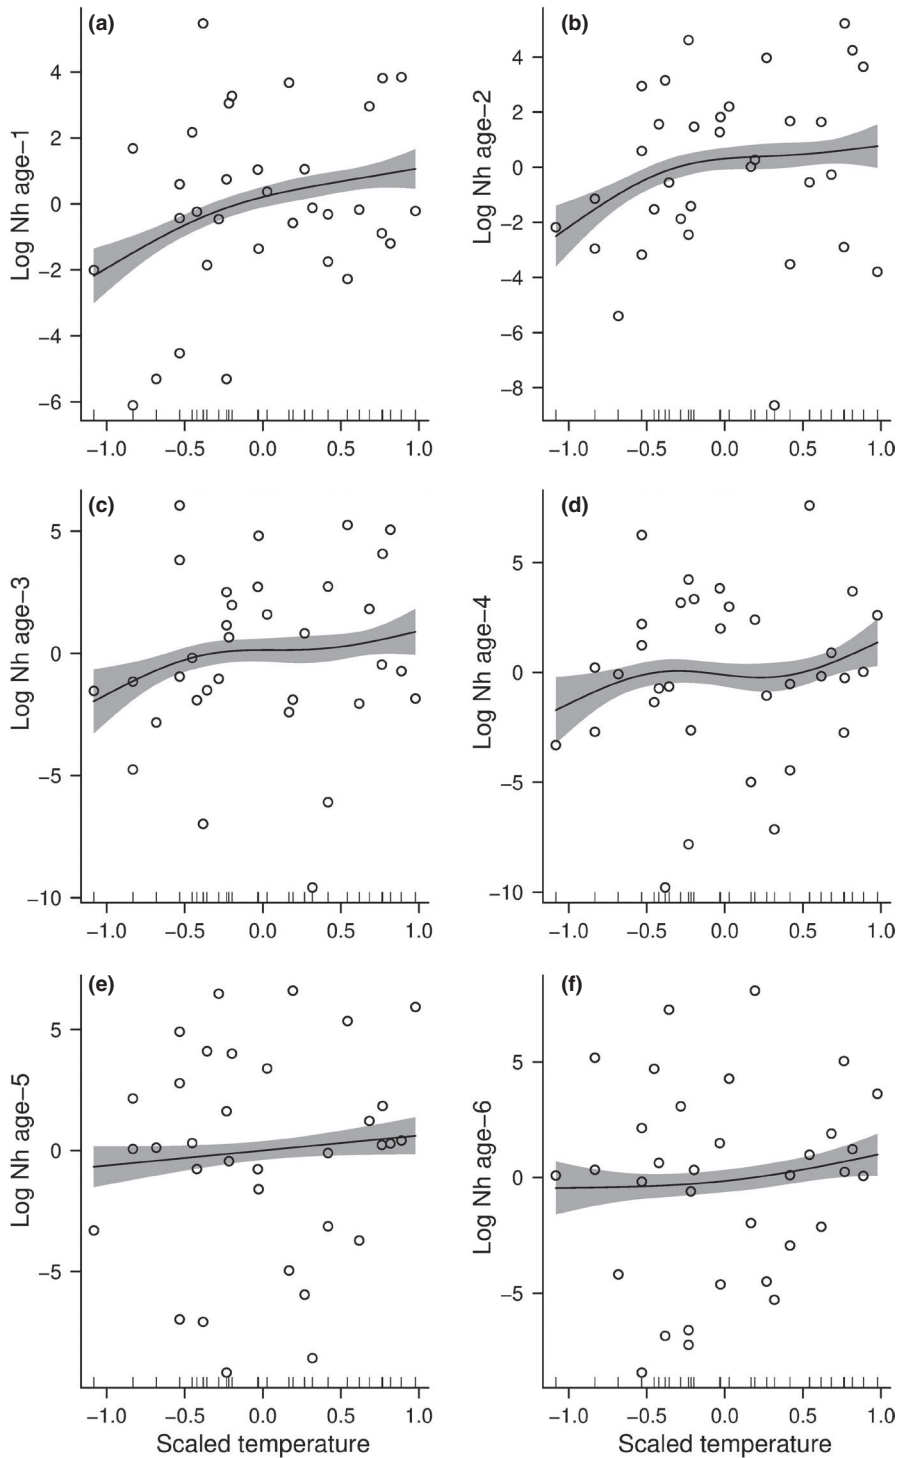 (a)
Log Nh age−1
4
2
0
−2
−4
−6
−1.0 −0.5 0.0 0.5 1.0
(b)
Log Nh age−2
4
2
0
−2
−4
−6
−8
−1.0 −0.5 0.0 0.5 1.0
(c)
Log Nh age−3
5
0
−5
−10
−1.0 −0.5 0.0 0.5 1.0
(d)
Log Nh age−4
5
0
−5
−10
−1.0 −0.5 0.0 0.5 1.0
(e)
Log Nh age−5
5
0
−5
−1.0 −0.5 0.0 0.5 1.0
Scaled temperature
(f)
Log Nh age−6
5
0
−5
−1.0 −0.5 0.0 0.5 1.0
Scaled temperature